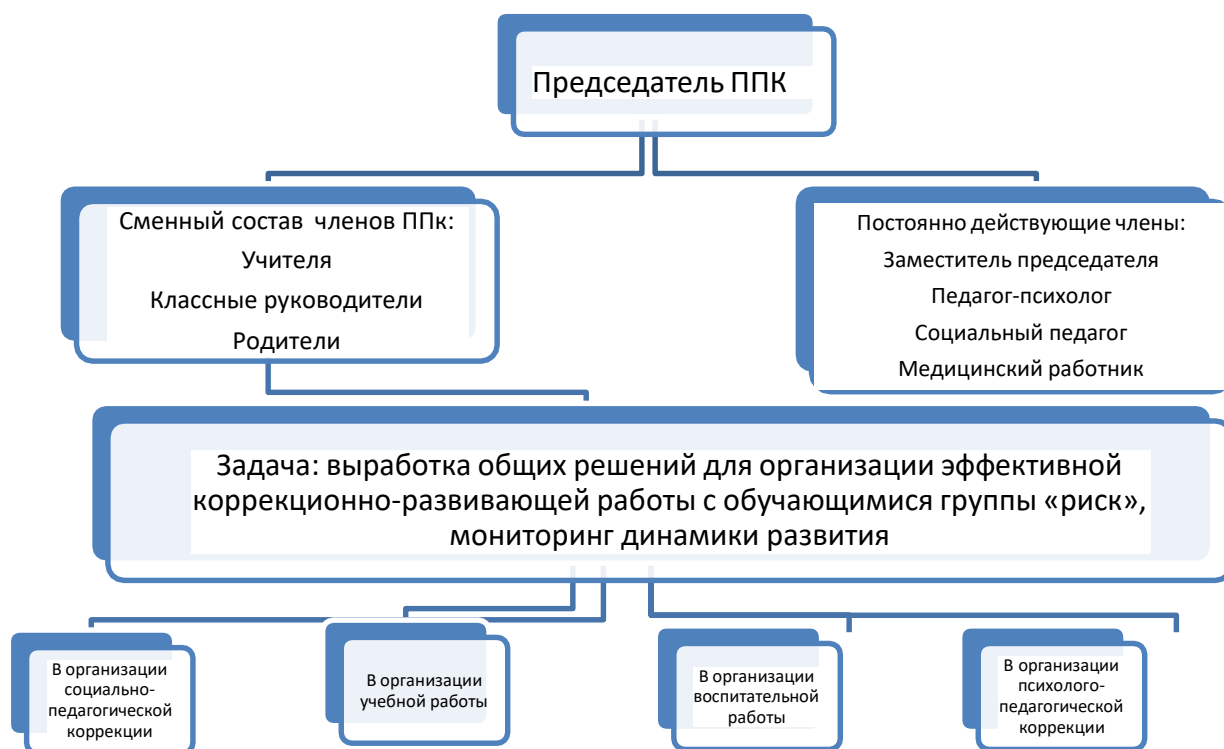 Председатель ППК
Сменный состав членов ППк:
Учителя
Классные руководители
Родители
Постоянно действующие члены:
Заместитель председателя
Педагог-психолог
Социальный педагог
Медицинский работник
Задача: выработка общих решений для организации эффективной
коррекционно-развивающей работы с обучающимися группы «риск»,
мониторинг динамики развития
В организации
социально-
педагогической
коррекции
В организации
учебной работы
В организации
воспитательной
работы
В организации
психолого-
педагогической
коррекции